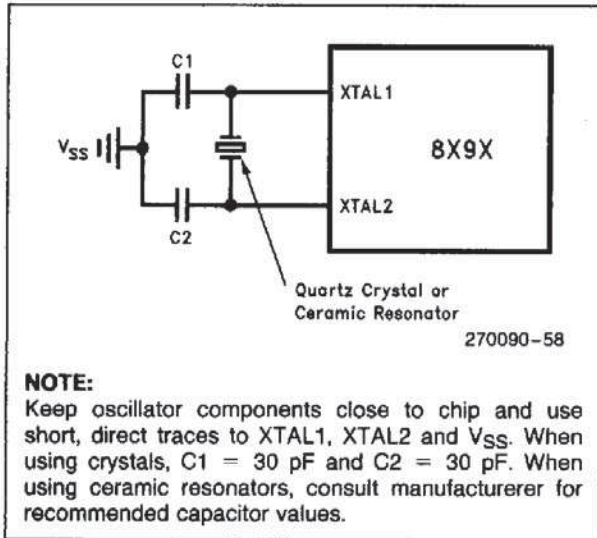 C1
XTAL1
VSS
8X9X
XTAL2
C2
Quartz Crystal or
Ceramic Resonator
270090-58
NOTE:
Keep oscillator components close to chip and use
short, direct traces to XTAL1, XTAL2 and VSS. When
using crystals, C1 = 30 pF and C2 = 30 pF. When
using ceramic resonators, consult manufacturerer for
recommended capacitor values.